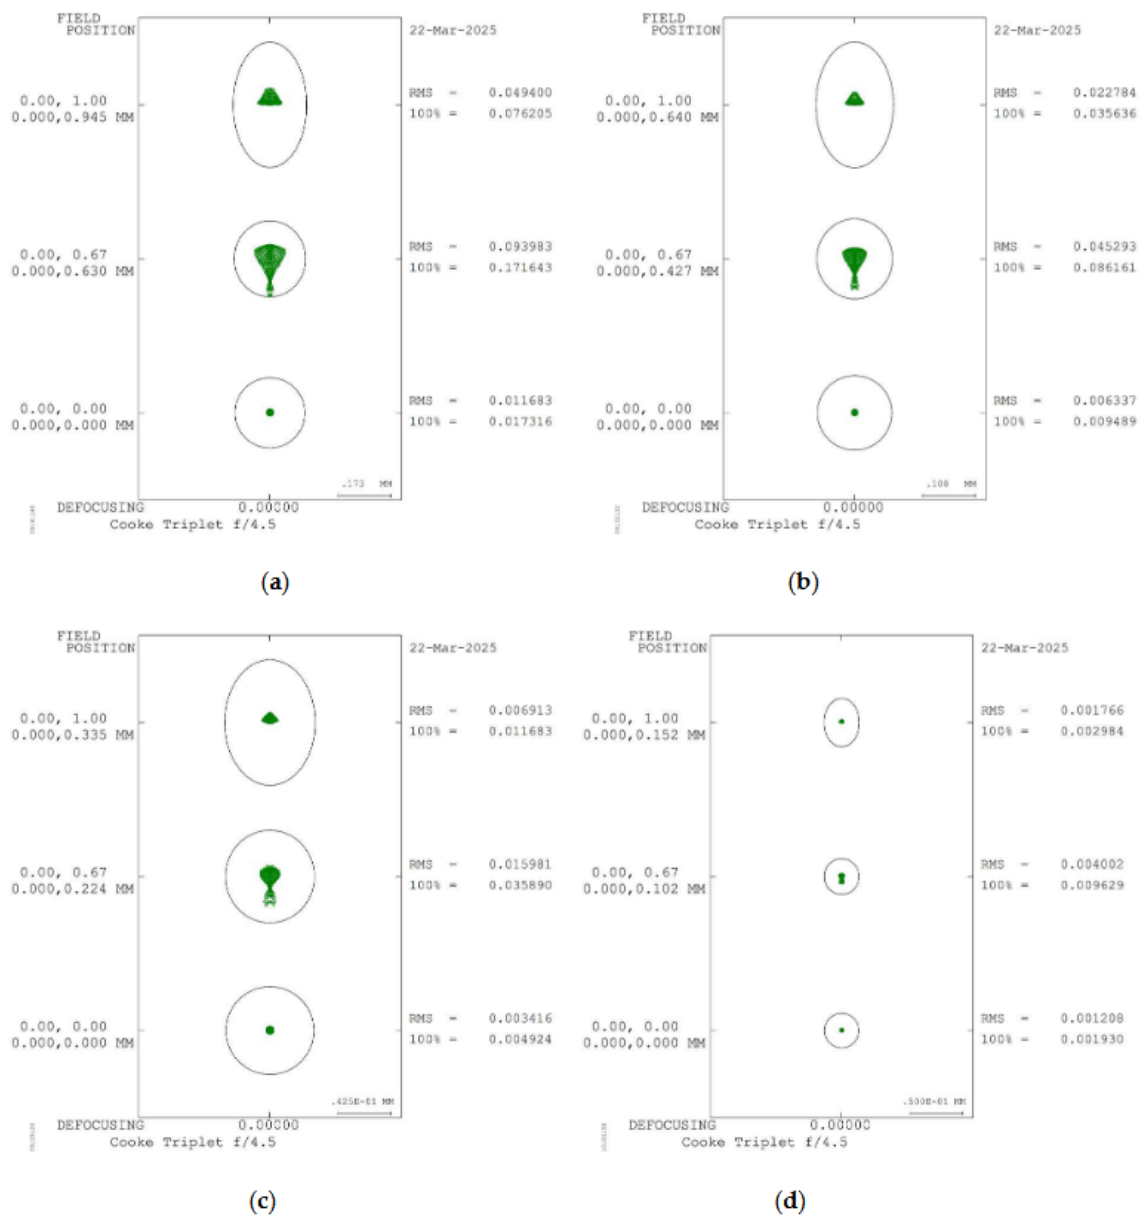 FIELD
POSITION
22-Mar-2025
0.00, 1.00
0.000,0.945 MM
RMS = 0.049400
100% = 0.076205
0.00, 0.67
0.000,0.630 MM
RMS = 0.093983
100% = 0.171643
0.00, 0.00
0.000,0.000 MM
RMS = 0.011683
100% = 0.017316
.173 MM
DEFOCUSING 0.00000
Cooke Triplet f/4.5
(a)
FIELD
POSITION
22-Mar-2025
0.00, 1.00
0.000,0.640 MM
RMS = 0.022784
100% = 0.035636
0.00, 0.67
0.000,0.427 MM
RMS = 0.045293
100% = 0.086161
0.00, 0.00
0.000,0.000 MM
RMS = 0.006337
100% = 0.009489
.108 MM
DEFOCUSING 0.00000
Cooke Triplet f/4.5
(b)
FIELD
POSITION
22-Mar-2025
0.00, 1.00
0.000,0.335 MM
RMS = 0.006913
100% = 0.011683
0.00, 0.67
0.000,0.224 MM
RMS = 0.015981
100% = 0.035890
0.00, 0.00
0.000,0.000 MM
RMS = 0.003416
100% = 0.004924
.425E-01 MM
DEFOCUSING 0.00000
Cooke Triplet f/4.5
(c)
FIELD
POSITION
22-Mar-2025
0.00, 1.00
0.000,0.152 MM
RMS = 0.001766
100% = 0.002984
0.00, 0.67
0.000,0.102 MM
RMS = 0.004002
100% = 0.009629
0.00, 0.00
0.000,0.000 MM
RMS = 0.001208
100% = 0.001930
.500E-01 MM
DEFOCUSING 0.00000
Cooke Triplet f/4.5
(d)